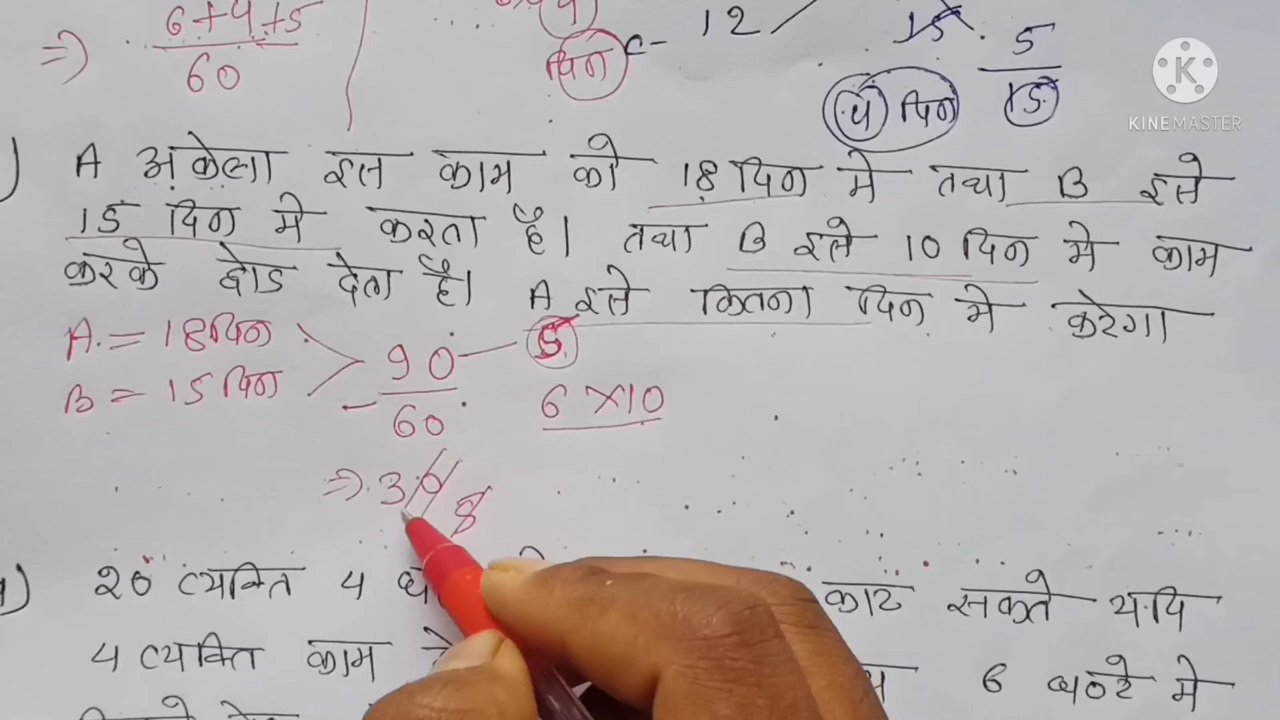 ⇒) 6+4+5
60
दिन
C- 12
15. 5
15
4 दिन
KINEMASTER
) A अकेला इस काम को 18 दिन मे तथा B इसे
15 दिन मे करता है। तथा B इसे 10 दिन मे काम
करके छोड देता है। A इसे कितना दिन मे करेगा
A = 18 दिन
B = 15 दिन
90 — 5
- 60 6 × 10
⇒ 30
20 व्यक्ति 4 काट सकते यदि
4 व्यक्ति काम 6 घण्टे मे